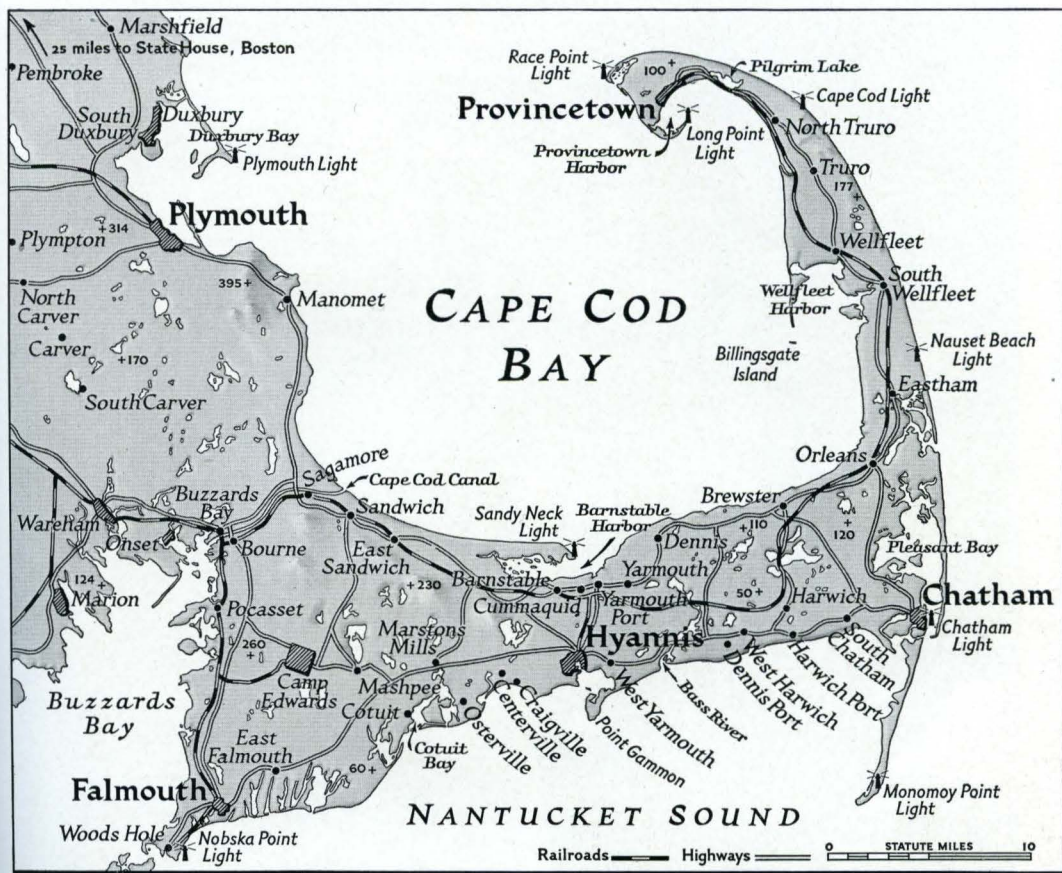 Marshfield
25 miles to State House, Boston
Pembroke
South
Duxbury
Duxbury
Duxbury Bay
Plymouth Light
Race Point
Light
100+
Pilgrim Lake
Provincetown
Cape Cod Light
Long Point
Light
North Truro
Provincetown
Harbor
Truro
177
+
Plymouth
+314
Plympton
Wellfleet
395+
South
Wellfleet
North
Carver
Manomet
Wellfleet
Harbor
CAPE COD
BAY
Carver
+170
Billingsgate
Island
Nauset Beach
Light
South Carver
Eastham
Orleans
Sagamore
Cape Cod Canal
Buzzards
Bay
Sandwich
Brewster
Wareham
Onset
Bourne
Sandy Neck
Light
Barnstable
Harbor
+110
+
120
East
Sandwich
Dennis
Pleasant Bay
124+
Marion
+230
Barnstable
Yarmouth
50+
Cummaquid
Yarmouth
Port
Harwich
Chatham
Pocasset
Marstons
Mills
Hyannis
Chatham
Light
260
+
Camp
Edwards
Mashpee
South
Chatham
Harwich Port
West Harwich
Dennis Port
Bass River
West Yarmouth
Point Gammon
Craigville
Centerville
Osterville
Buzzards
Bay
Cotuit
Cotuit
Bay
East
Falmouth
60+
Falmouth
Monomoy Point
Light
NANTUCKET SOUND
Woods Hole
Nobska Point
Light
Railroads
Highways
0 STATUTE MILES 10